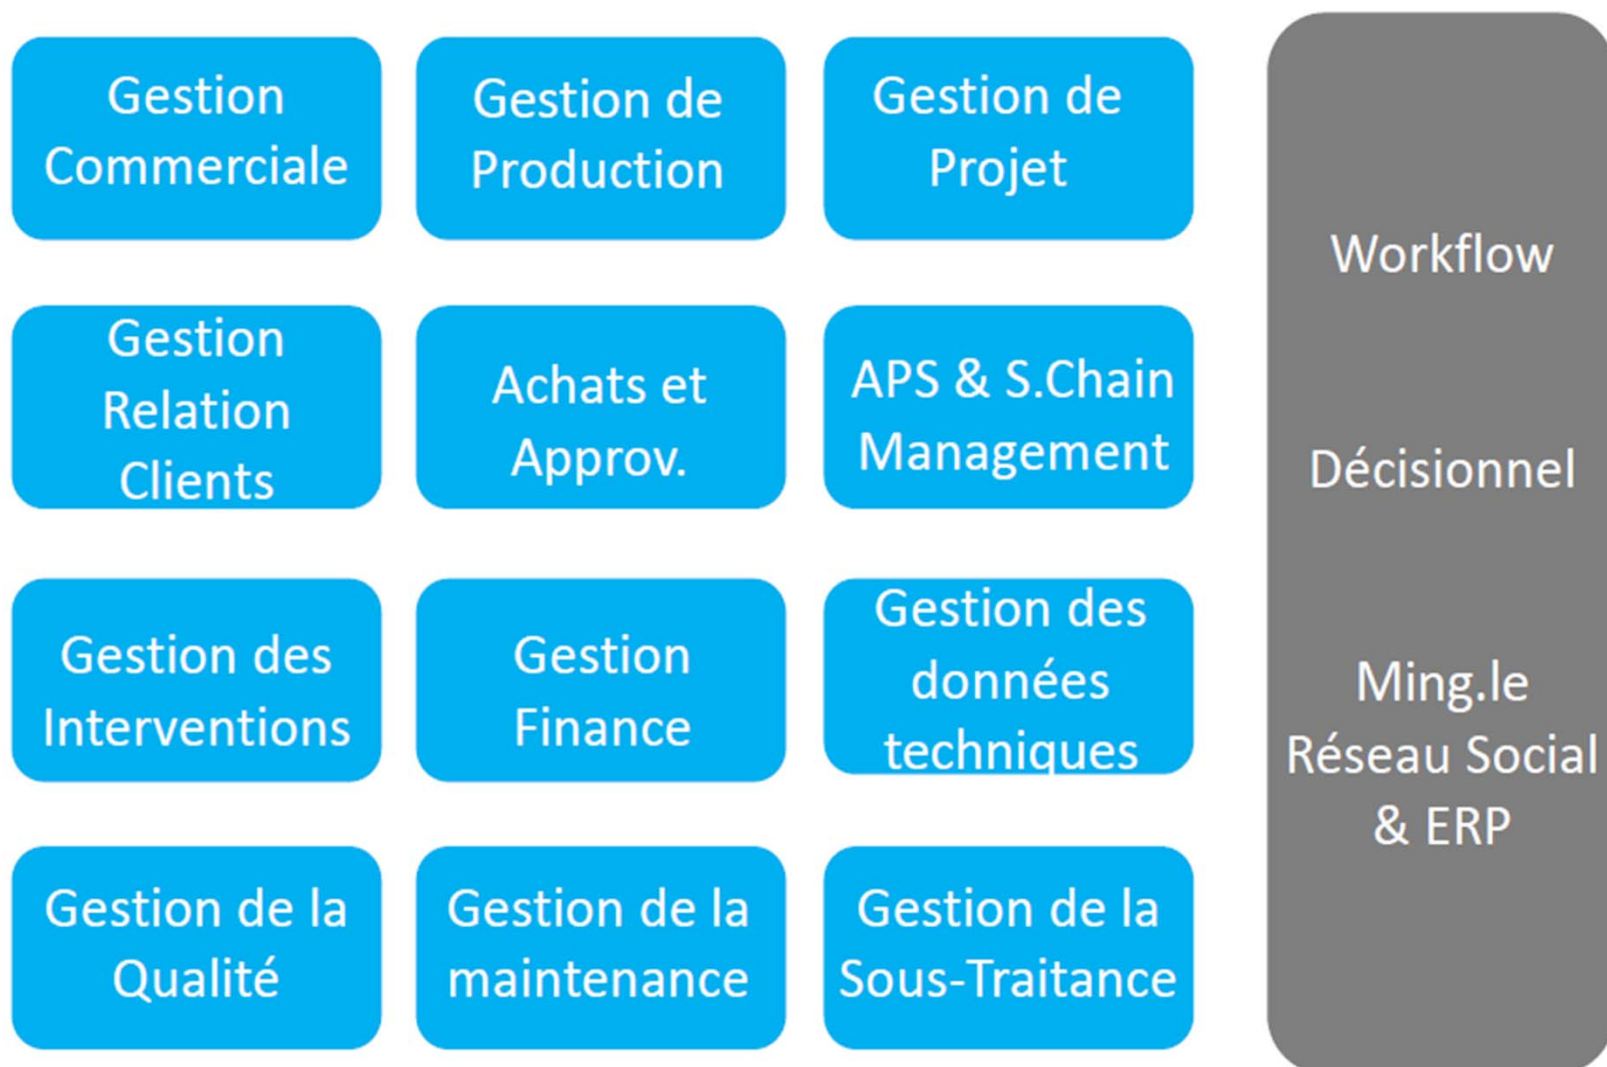 Gestion
Commerciale
Gestion de
Production
Gestion de
Projet
Gestion
Relation
Clients
Achats et
Approv.
APS & S.Chain
Management
Gestion des
Interventions
Gestion
Finance
Gestion des
données
techniques
Gestion de la
Qualité
Gestion de la
maintenance
Gestion de la
Sous-Traitance
Workflow
Décisionnel
Ming.le
Réseau Social
& ERP